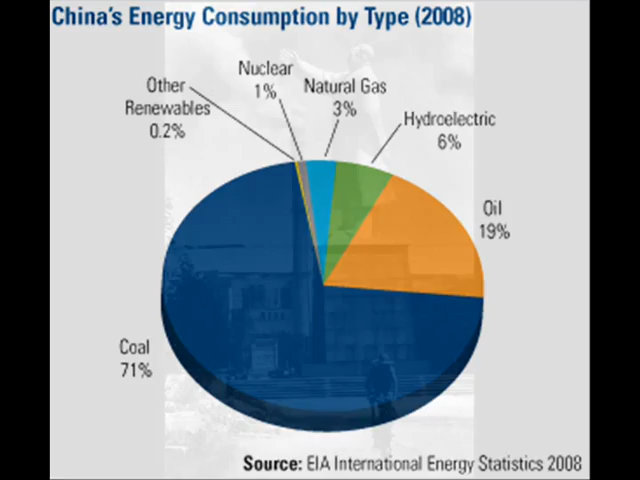 China's Energy Consumption by Type (2008)
Nuclear
1%
Other
Renewables
0.2%
Natural Gas
3%
Hydroelectric
6%
Oil
19%
Coal
71%
Source: EIA International Energy Statistics 2008